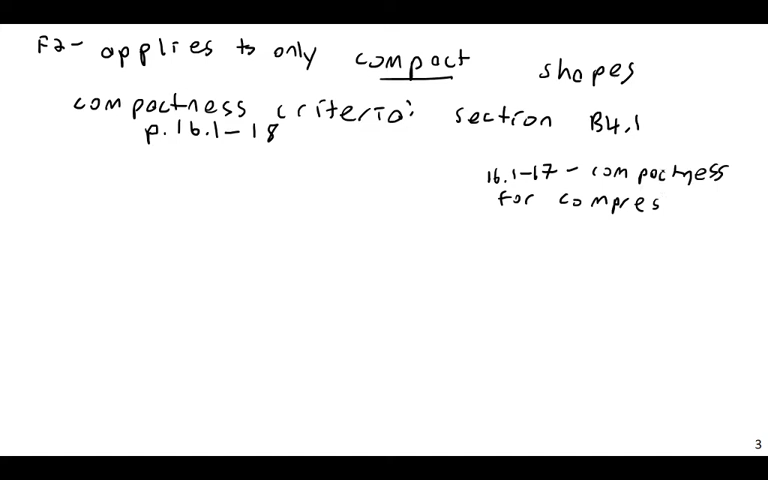 F2- applies to only compact shapes
compactness criteria: section B4.1
p.16.1-18
16.1-17 - compactness
for compres
3